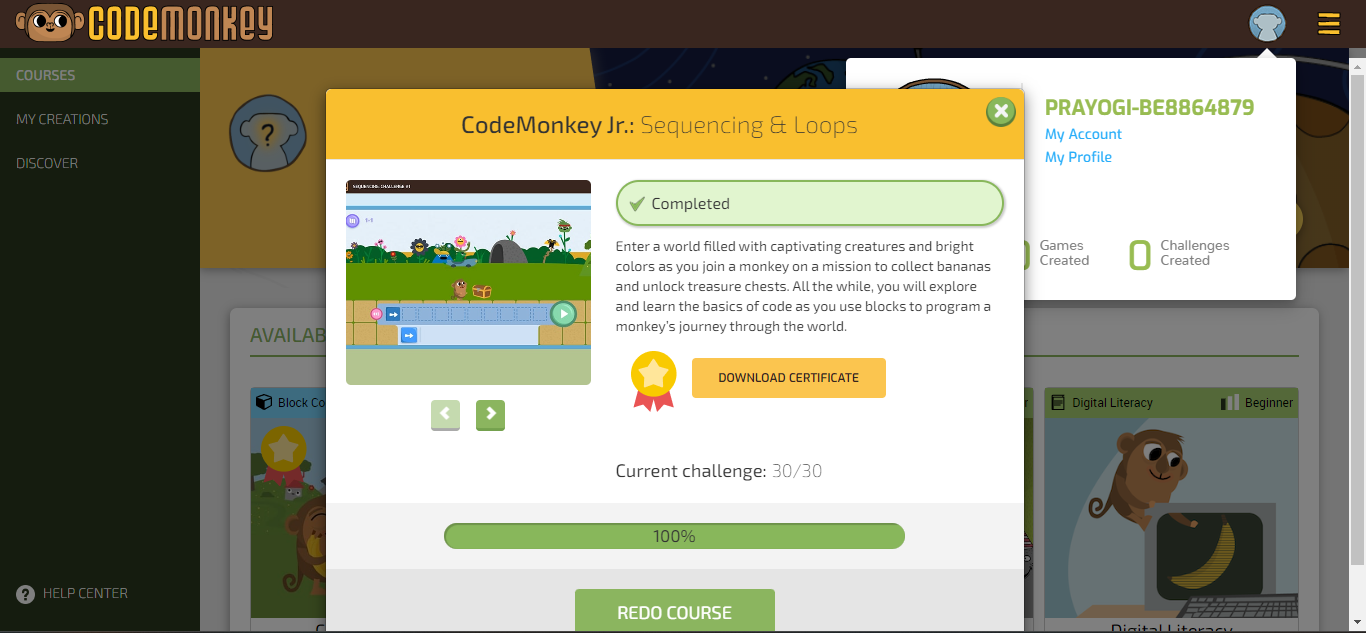 CODEMONKEY
COURSES
MY CREATIONS
DISCOVER
HELP CENTER
?
PRAYOGI-BE8864879
My Account
My Profile
0
Games
Created
0
Challenges
Created
CodeMonkey Jr.: Sequencing & Loops
SEQUENCING CHALLENGE #1
Completed
Enter a world filled with captivating creatures and bright
colors as you join a monkey on a mission to collect bananas
and unlock treasure chests. All the while, you will explore
and learn the basics of code as you use blocks to program a
monkey's journey through the world.
DOWNLOAD CERTIFICATE
Current challenge: 30/30
100%
REDO COURSE
AVAILAB
Block Co
Digital Literacy
Beginner
Digital Literacy